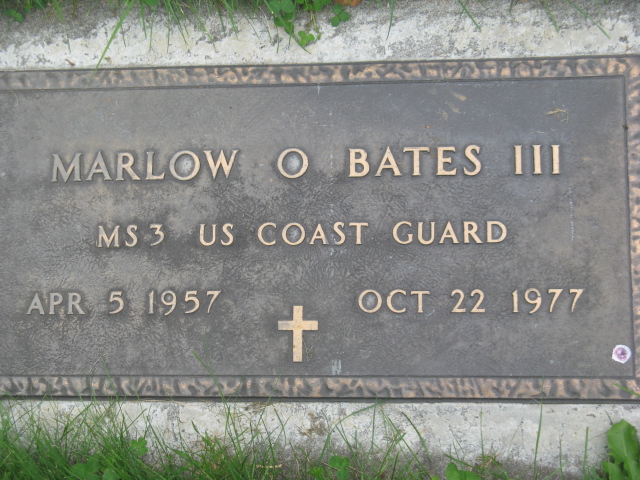 MARLOW O BATES III
MS3 US COAST GUARD
APR 5 1957 OCT 22 1977